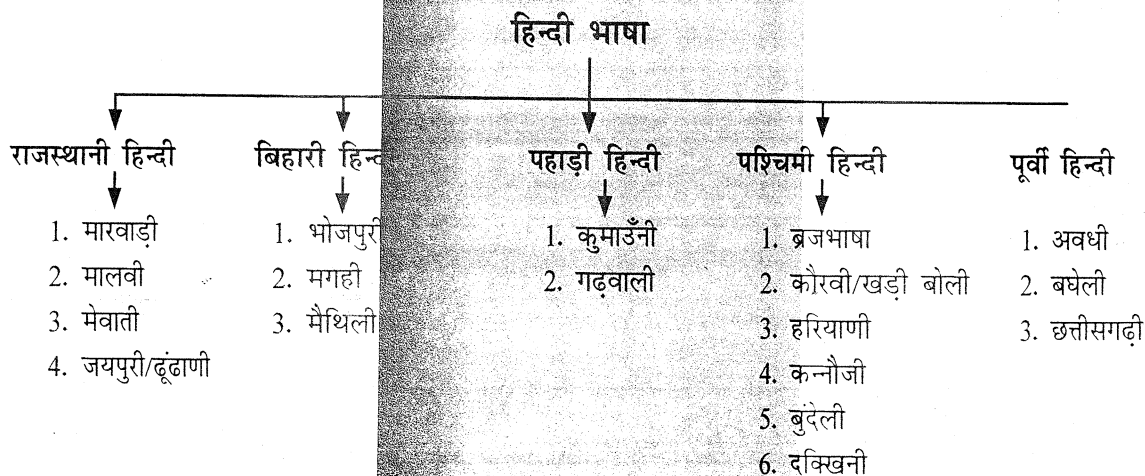 हिन्दी भाषा
राजस्थानी हिन्दी
1. मारवाड़ी
2. मालवी
3. मेवाती
4. जयपुरी/ढूंढाणी
बिहारी हिन्द
1. भोजपुरी
2. मगही
3. मैथिली
पहाड़ी हिन्दी
1. कुमाउँनी
2. गढ़वाली
पश्चिमी हिन्दी
1. ब्रजभाषा
2. कौरवी/खड़ी बोली
3. हरियाणी
4. कन्नौजी
5. बुंदेली
6. दक्खिनी
पूर्वी हिन्दी
1. अवधी
2. बघेली
3. छत्तीसगढ़ी